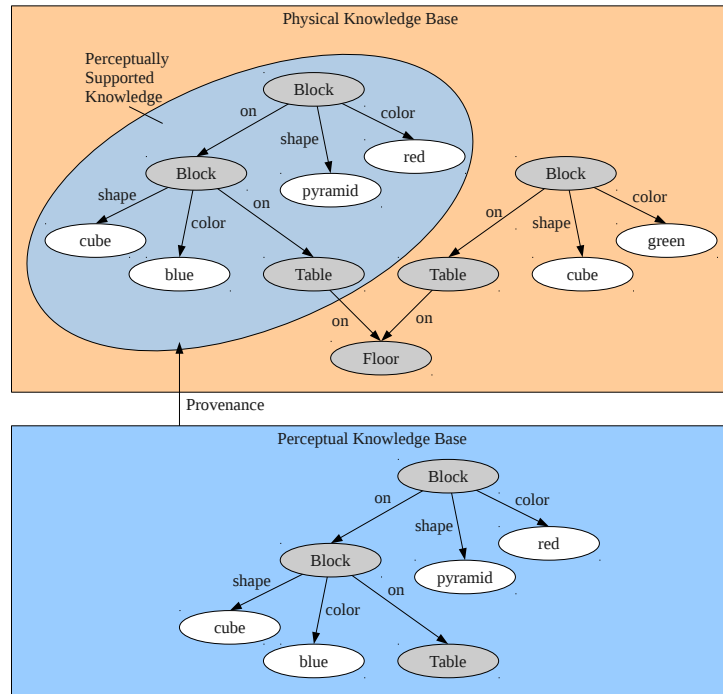 Physical Knowledge Base
Perceptually
Supported
Knowledge
Block
on
shape
color
red
Block
pyramid
shape
color
on
cube
blue
Table
Block
on
shape
color
green
Table
cube
on
on
Floor
Provenance
Perceptual Knowledge Base
Block
on
shape
color
red
Block
pyramid
shape
color
on
cube
blue
Table